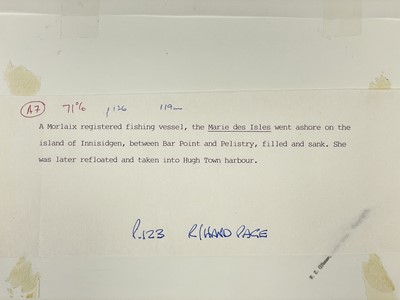 A7 71% p126 119
A Morlaix registered fishing vessel, the Marie des Isles went ashore on the
island of Innisidgen, between Bar Point and Pelistry, filled and sank. She
was later refloated and taken into Hugh Town harbour.
P.123 R/HAND PAGE